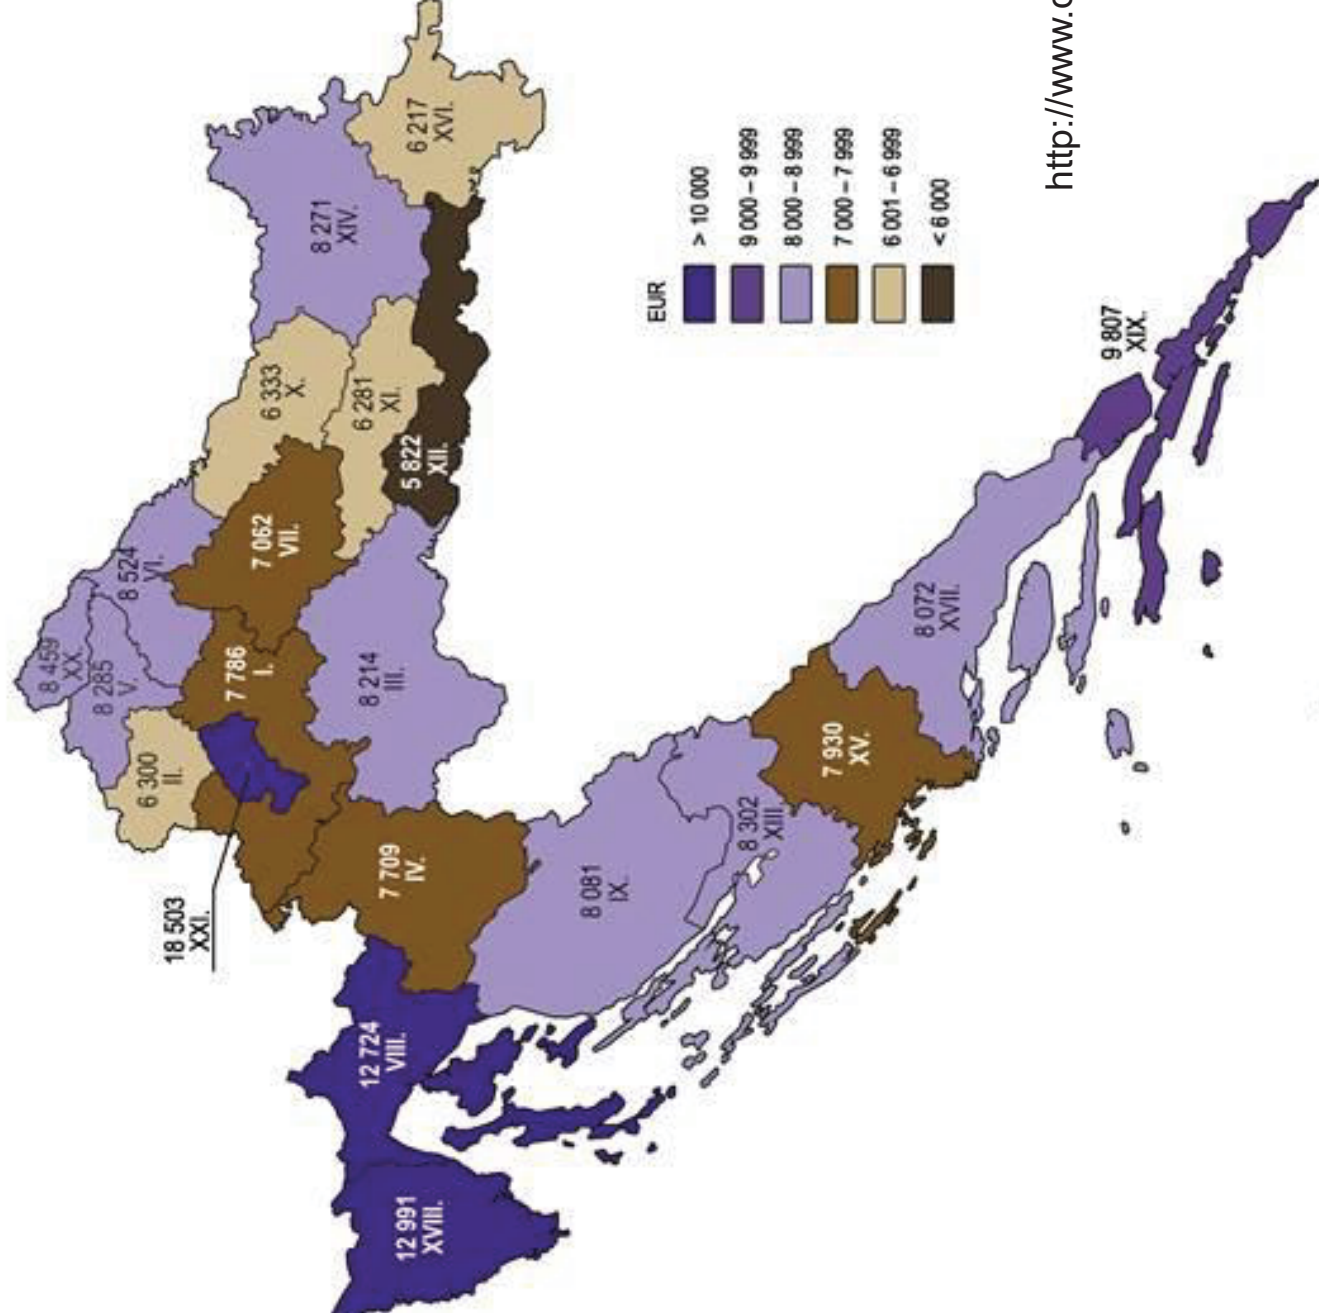 8 459
XX.
8 285
V.
8 524
VI.
6 300
II.
7 786
I.
18 503
XXI.
7 062
VII.
6 333
X.
8 271
XIV.
6 281
XI.
6 217
XVI.
5 822
XII.
8 214
III.
7 709
IV.
12 724
VIII.
12 991
XVIII.
8 081
IX.
8 302
XIII.
7 930
XV.
8 072
XVII.
9 807
XIX.
EUR
> 10 000
9 000 – 9 999
8 000 – 8 999
7 000 – 7 999
6 001 – 6 999
< 6 000
http://www.c